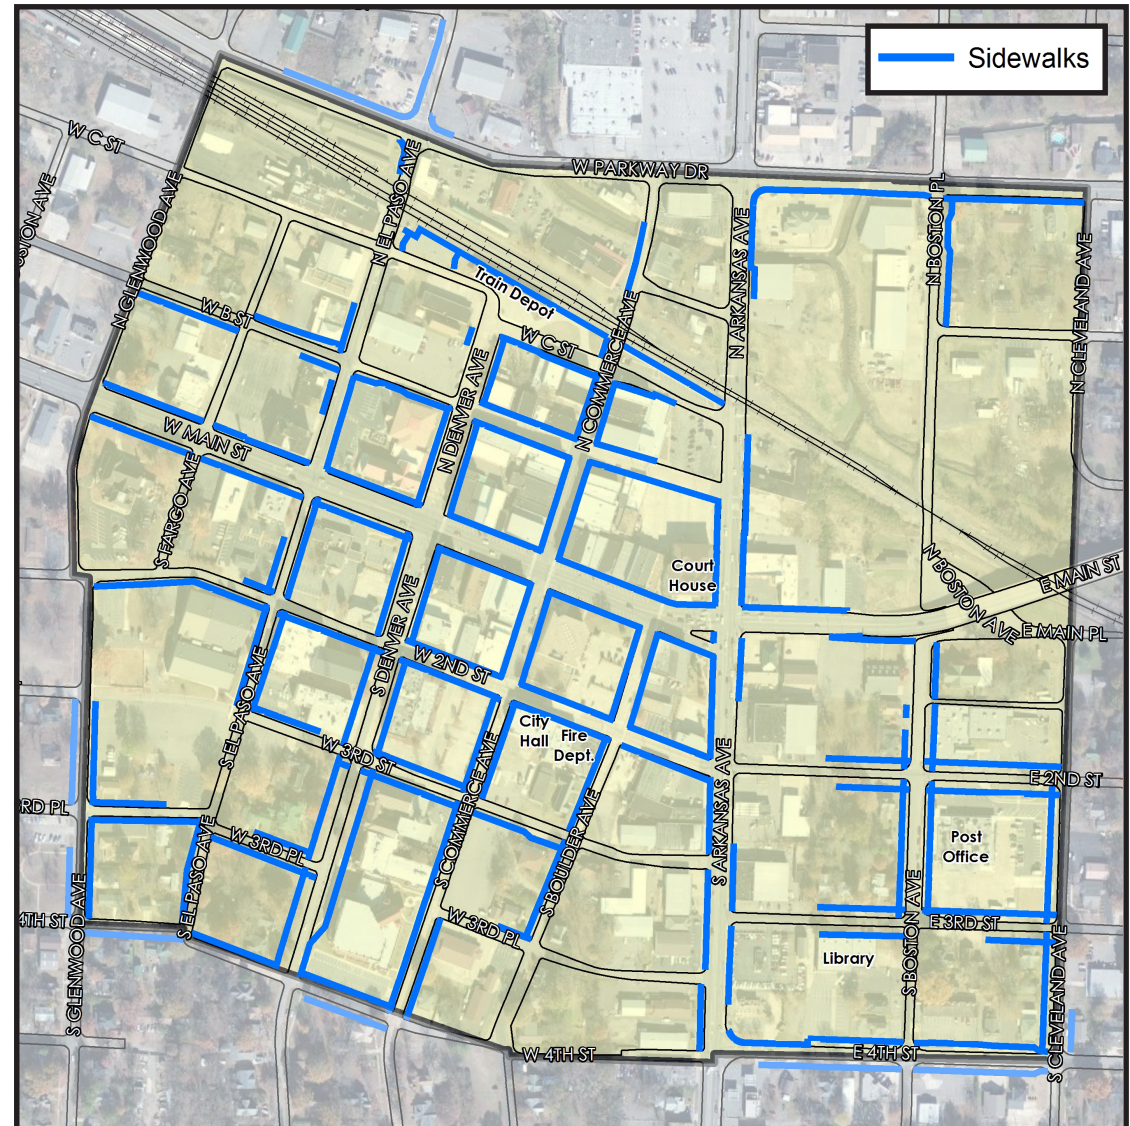 Sidewalks
W C ST
W PARKWAY DR
N EL PASO AVE
N GLENWOOD AVE
N BOSTON PL
N ARKANSAS AVE
N CLEVELAND AVE
Train Depot
W B ST
W C ST
N COMMERCE AVE
N DENVER AVE
W MAIN ST
S FARGO AVE
Court
House
N BOSTON AVE
E MAIN ST
E MAIN PL
S DENVER AVE
W 2ND ST
S EL PASO AVE
City
Hall
Fire
Dept.
W 3RD ST
S COMMERCE AVE
S ARKANSAS AVE
E 2ND ST
RD PL
S EL PASO AVE
W 3RD PL
S BOULDER AVE
Post
Office
4TH ST
S GLENWOOD AVE
W 3RD PL
S BOSTON AVE
E 3RD ST
Library
S CLEVELAND AVE
W 4TH ST
E 4TH ST